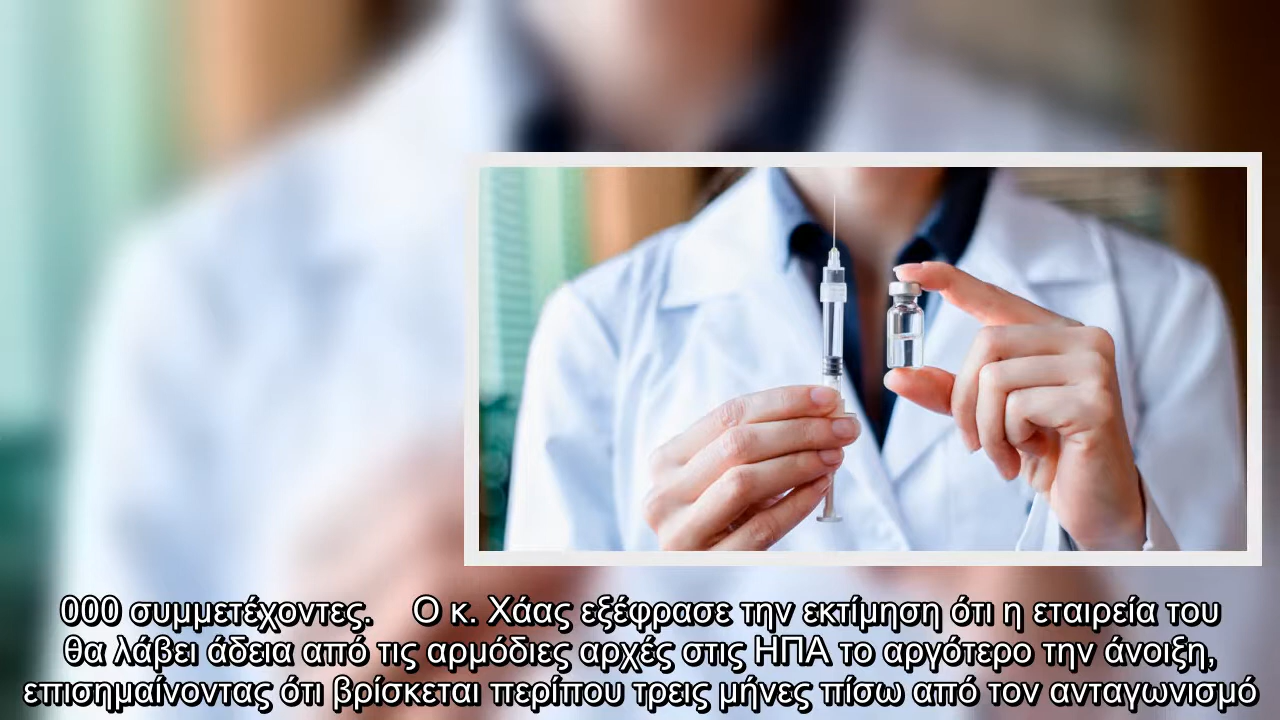 000 συμμετέχοντες. Ο κ. Χάας εξέφρασε την εκτίμηση ότι η εταιρεία του
θα λάβει άδεια από τις αρμόδιες αρχές στις ΗΠΑ το αργότερο την άνοιξη,
επισημαίνοντας ότι βρίσκεται περίπου τρεις μήνες πίσω από τον ανταγωνισμό